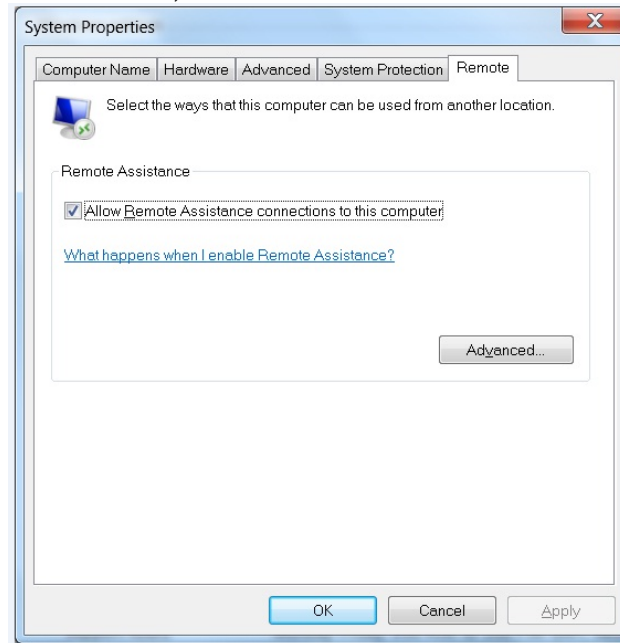 System Properties
Computer Name Hardware Advanced System Protection Remote
Select the ways that this computer can be used from another location.
Remote Assistance
Allow Remote Assistance connections to this computer
What happens when I enable Remote Assistance?
Advanced...
OK Cancel Apply